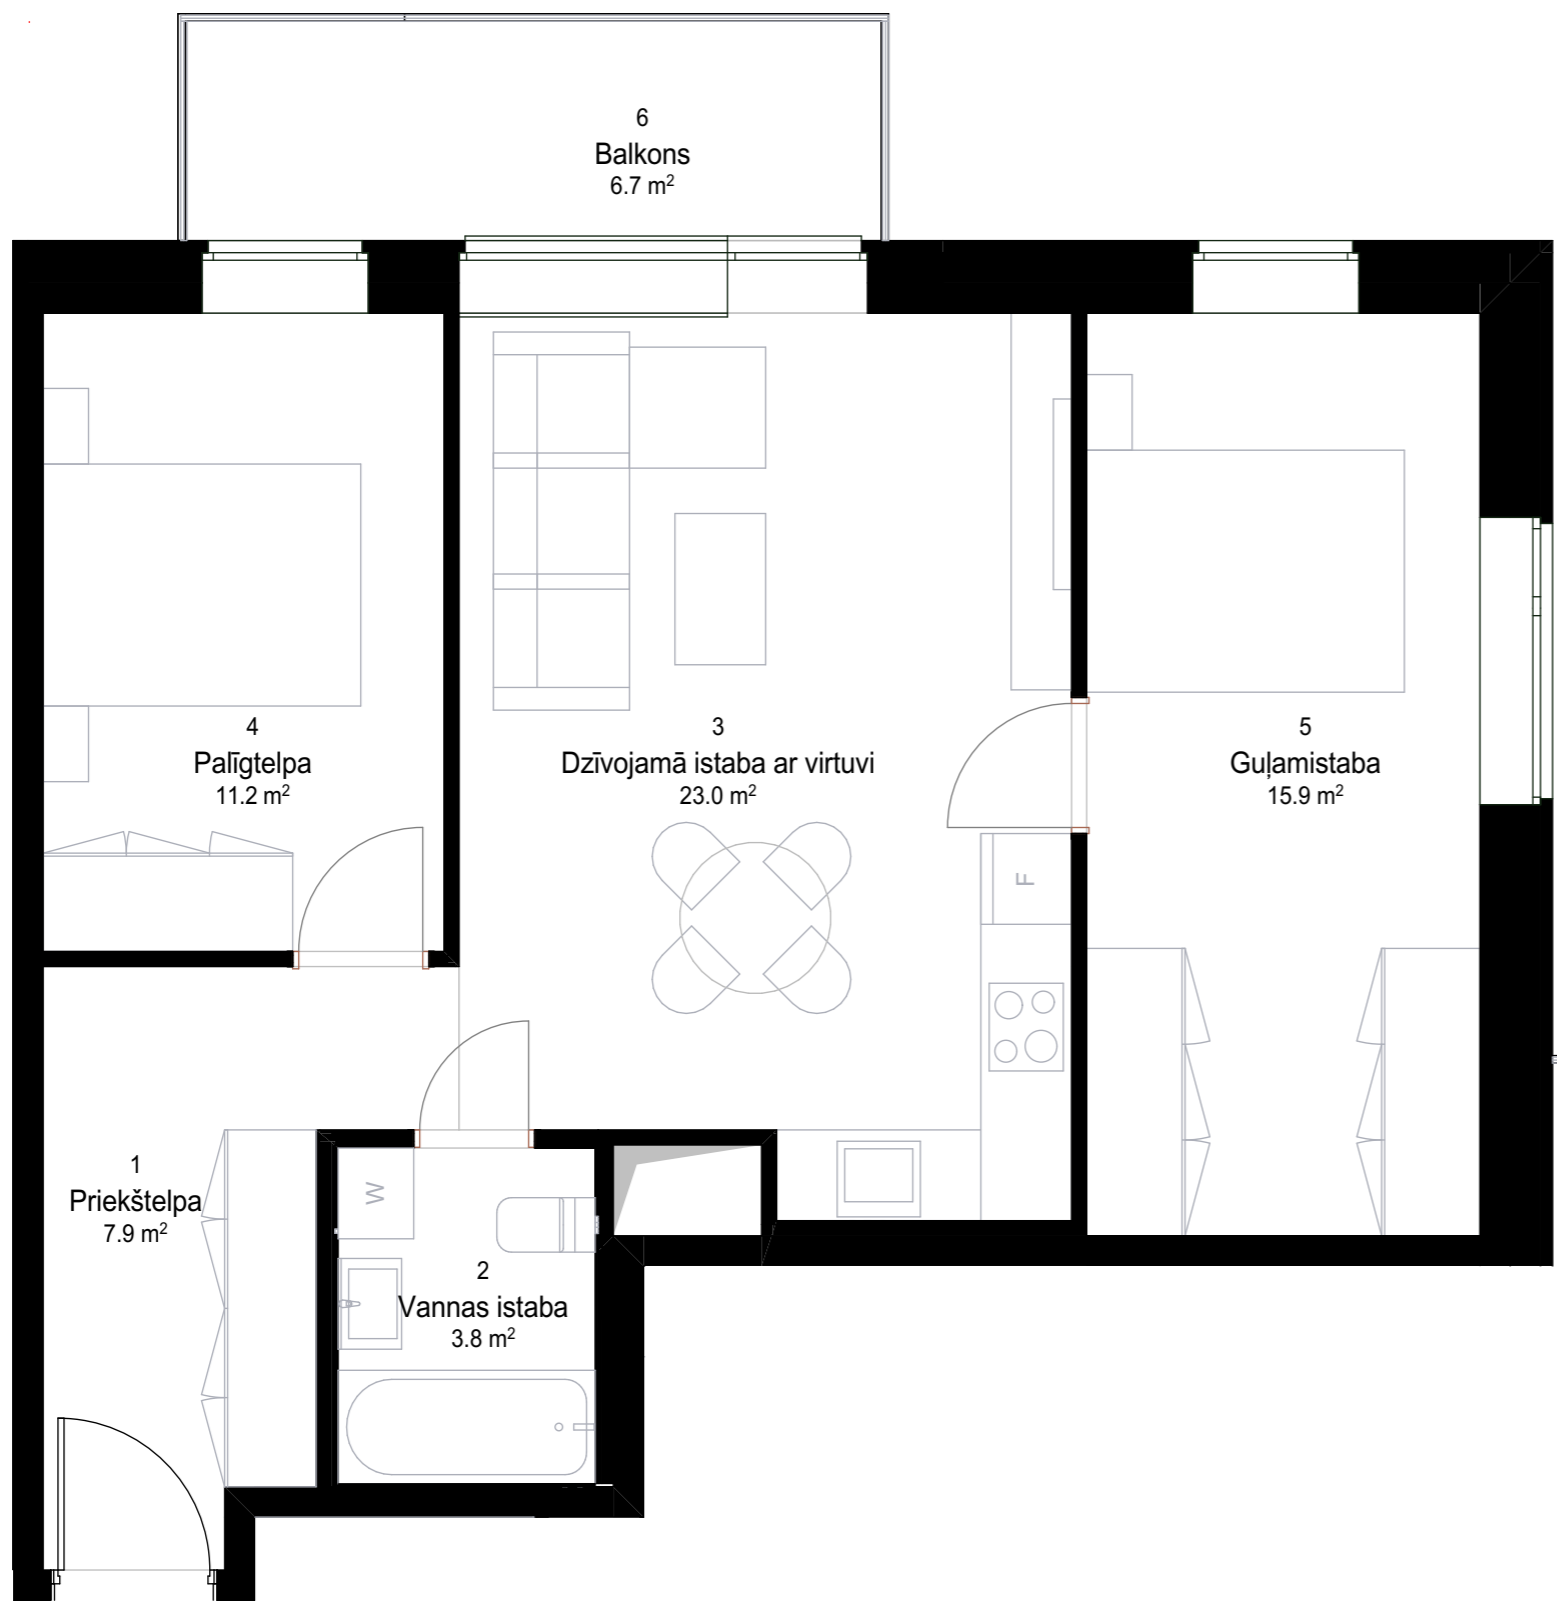 6
Balkons
6.7 m²
4
Palīgtelpa
11.2 m²
3
Dzīvojamā istaba ar virtuvi
23.0 m²
5
Guļamistaba
15.9 m²
F
1
Priekštelpa
7.9 m²
W
2
Vannas istaba
3.8 m²